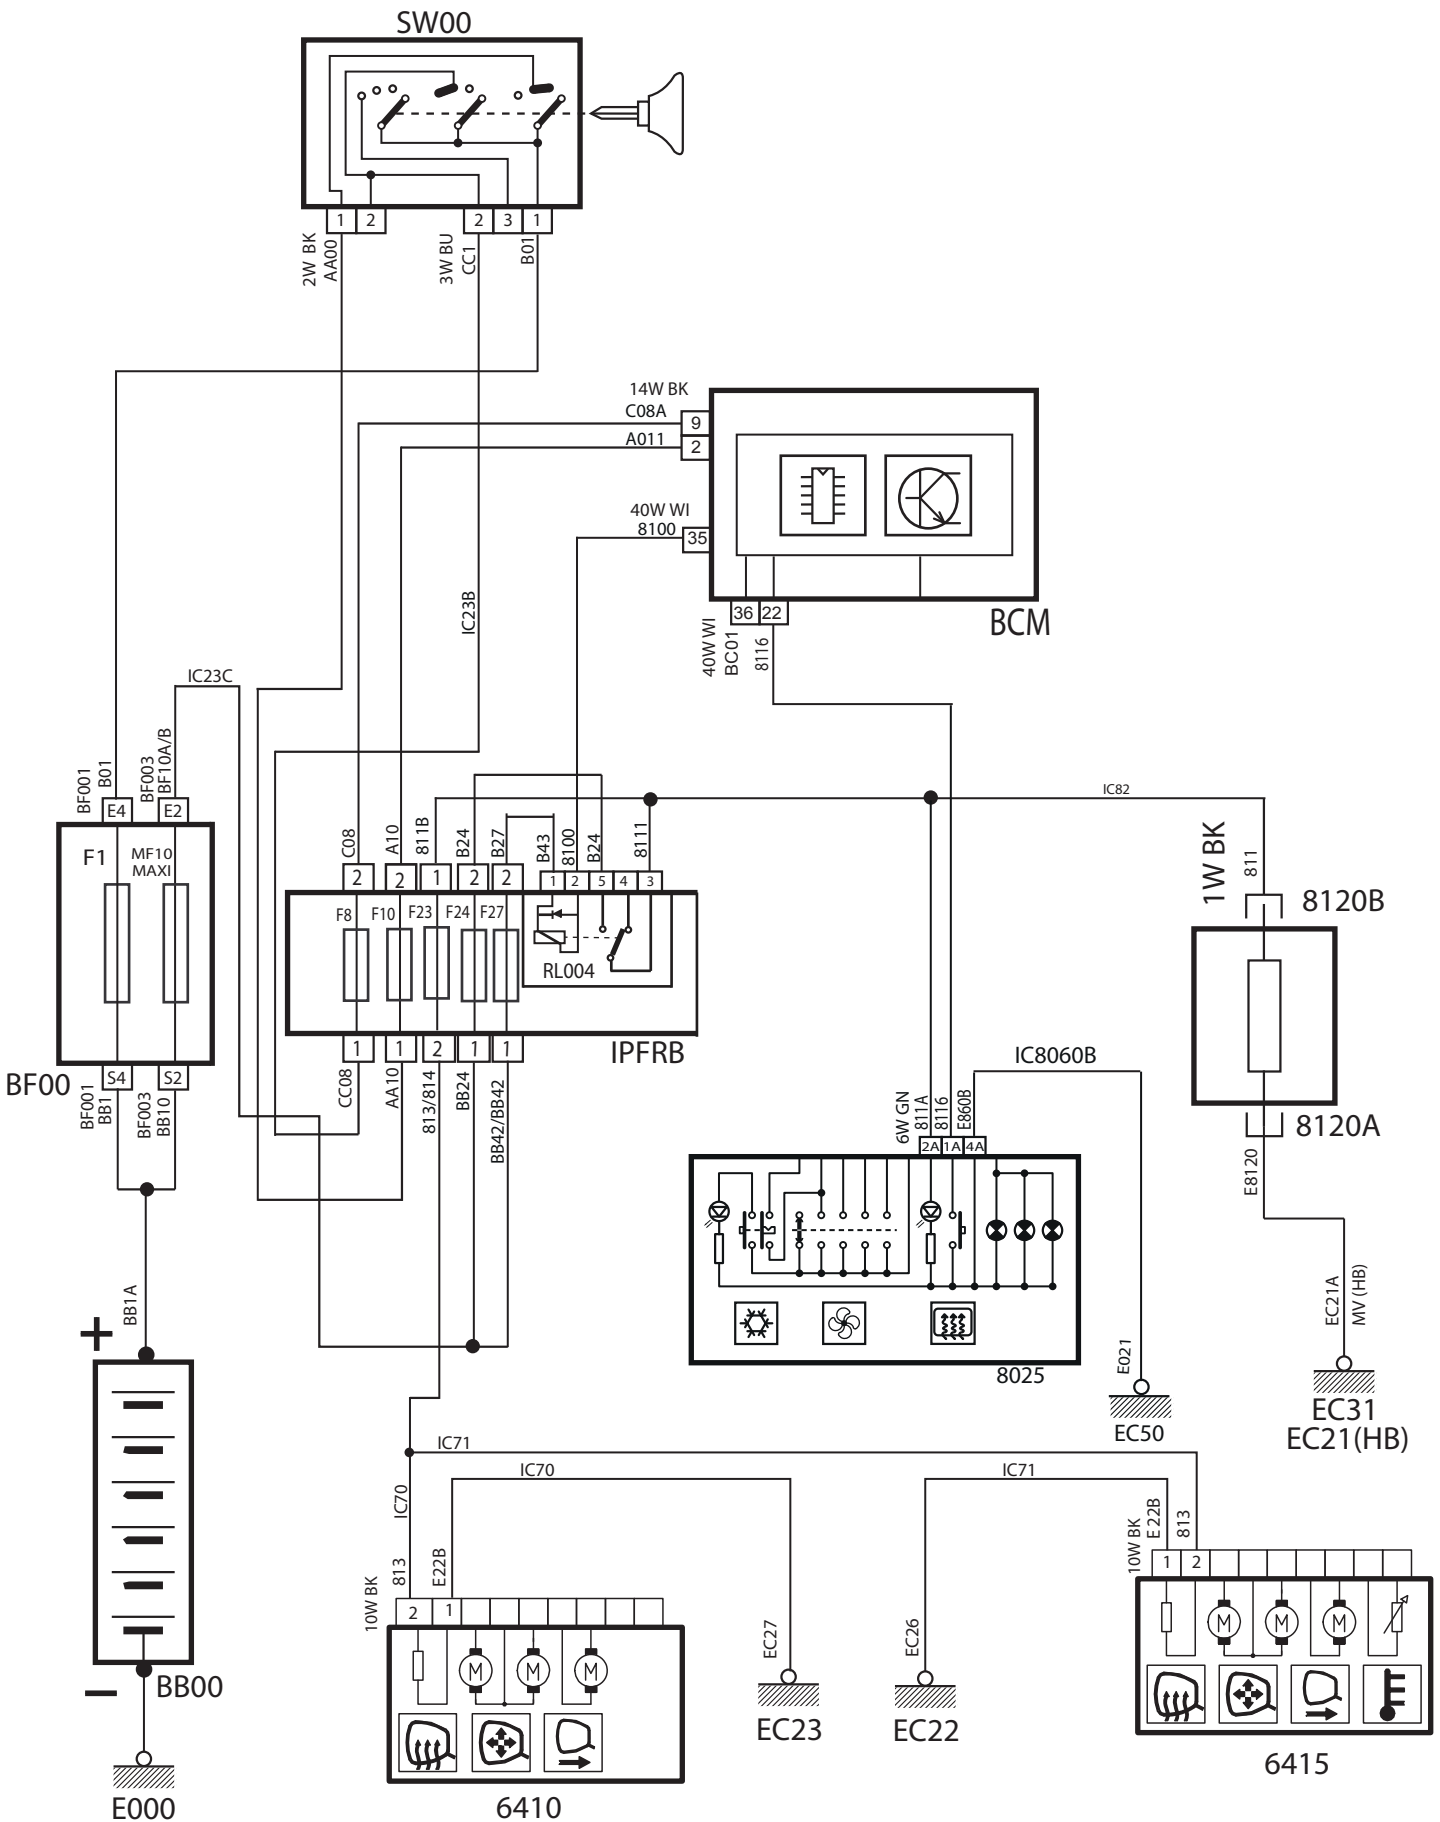 SW00
1 2 2 3 1
2W BK
AA00
3W BU
CC1
B01
14W BK
C08A
9
A011
2
40W WI
8100
35
BCM
36 22
40W WI
BC01
8116
IC23B
IC23C
BF001
B01
BF003
BF10A/B
E4 E2
F1
MF10
MAXI
S4 S2
BF00
BF001
BB1
BF003
BB10
IC82
C08
A10
811B
B24
B27
B43
8100
B24
8111
2 2 1 2 2 1 2 5 4 3
F8 F10 F23 F24 F27
RL004
1 1 2 1 1
IPFRB
CC08
AA10
813/814
BB24
BB42/BB42
1W BK
811
8120B
8120A
E8120
EC21A
MV (HB)
EC31
EC21(HB)
IC8060B
6W GN
811A
8116
E860B
2A 1A 4A
8025
E021
EC50
BB1A
+
−
BB00
E000
IC71
IC70
IC70
IC71
10W BK
813
E22B
2 1
M M M
6410
EC27
EC23
EC26
EC22
10W BK
E 22B
813
1 2
M M M
6415